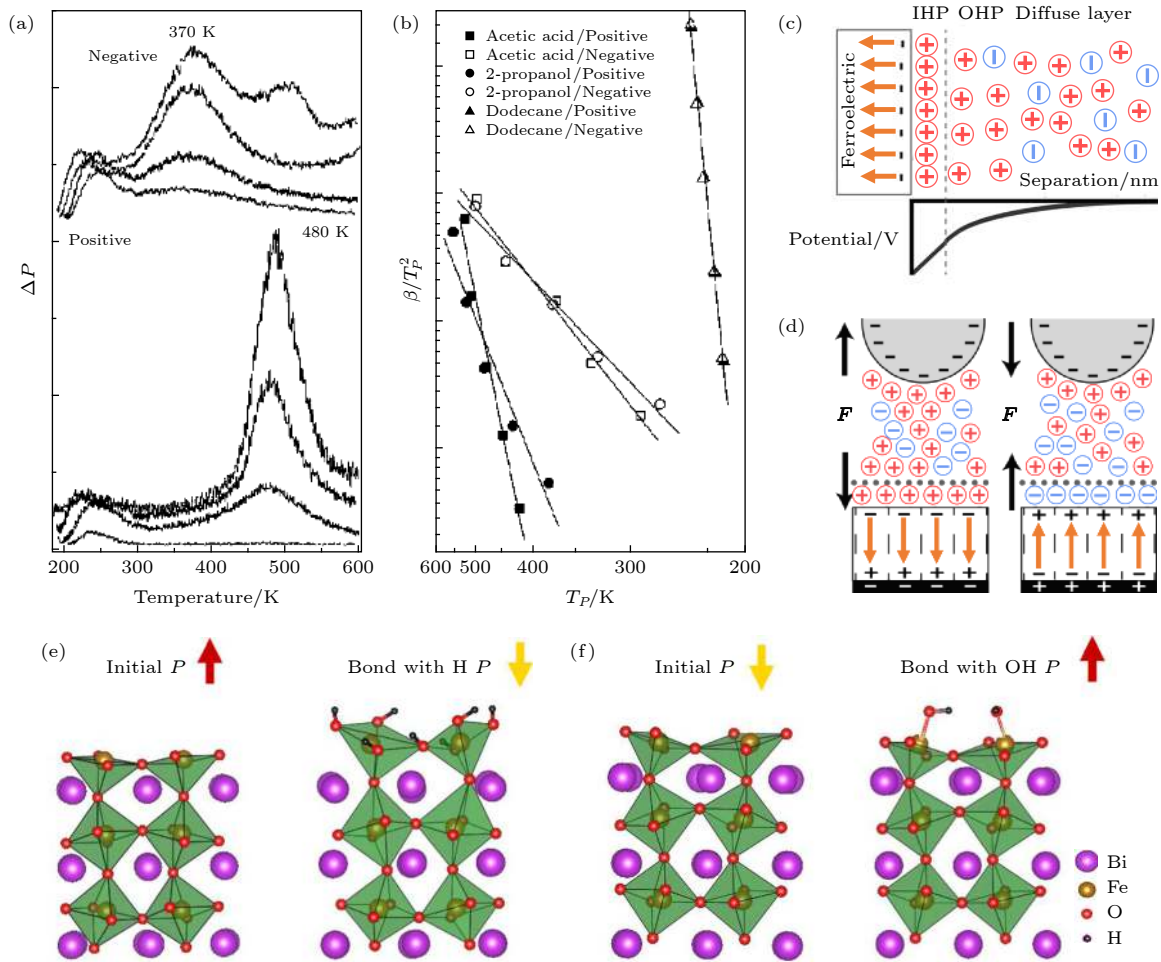 (a)
370 K
Negative
Positive
480 K
ΔP
200 300 400 500 600
Temperature/K
(b)
Acetic acid/Positive
Acetic acid/Negative
2-propanol/Positive
2-propanol/Negative
Dodecane/Positive
Dodecane/Negative
β/T_P^2
600 500 400 300 200
T_P/K
(c)
IHP OHP Diffuse layer
Ferroelectric
Separation/nm
Potential/V
(d)
F
F
(e)
Initial P
Bond with H P
(f)
Initial P
Bond with OH P
Bi
Fe
O
H